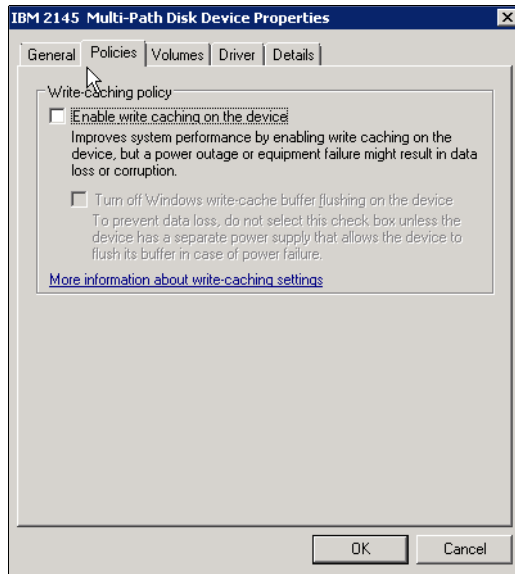 IBM 2145 Multi-Path Disk Device Properties
General Policies Volumes Driver Details
Write-caching policy
Enable write caching on the device
Improves system performance by enabling write caching on the
device, but a power outage or equipment failure might result in data
loss or corruption.
Turn off Windows write-cache buffer flushing on the device
To prevent data loss, do not select this check box unless the
device has a separate power supply that allows the device to
flush its buffer in case of power failure.
More information about write-caching settings
OK Cancel